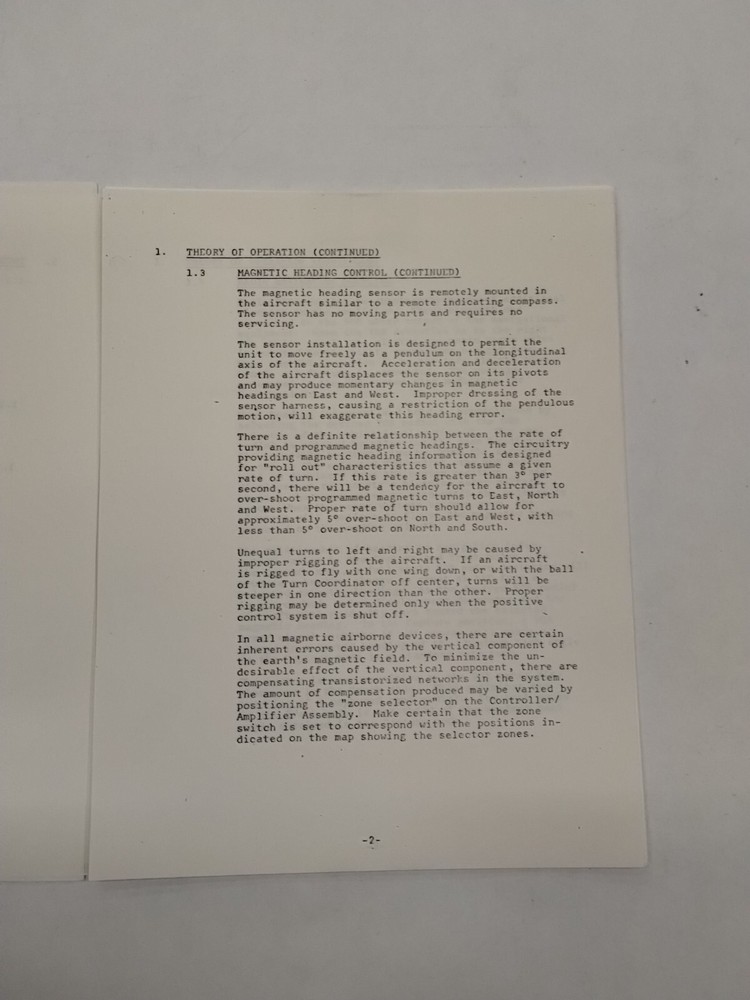 1. THEORY OF OPERATION (CONTINUED)
1.3 MAGNETIC HEADING CONTROL (CONTINUED)
The magnetic heading sensor is remotely mounted in
the aircraft similar to a remote indicating compass.
The sensor has no moving parts and requires no
servicing.
The sensor installation is designed to permit the
unit to move freely as a pendulum on the longitudinal
axis of the aircraft. Acceleration and deceleration
of the aircraft displaces the sensor on its pivots
and may produce momentary changes in magnetic
headings on East and West. Improper dressing of the
sensor harness, causing a restriction of the pendulous
motion, will exaggerate this heading error.
There is a definite relationship between the rate of
turn and programmed magnetic headings. The circuitry
providing magnetic heading information is designed
for "roll out" characteristics that assume a given
rate of turn. If this rate is greater than 3° per
second, there will be a tendency for the aircraft to
over-shoot programmed magnetic turns to East, North
and West. Proper rate of turn should allow for
approximately 5° over-shoot on East and West, with
less than 5° over-shoot on North and South.
Unequal turns to left and right may be caused by
improper rigging of the aircraft. If an aircraft
is rigged to fly with one wing down, or with the ball
of the Turn Coordinator off center, turns will be
steeper in one direction than the other. Proper
rigging may be determined only when the positive
control system is shut off.
In all magnetic airborne devices, there are certain
inherent errors caused by the vertical component of
the earth's magnetic field. To minimize the un-
desirable effect of the vertical component, there are
compensating transistorized networks in the system.
The amount of compensation produced may be varied by
positioning the "zone selector" on the Controller/
Amplifier Assembly. Make certain that the zone
switch is set to correspond with the positions in-
dicated on the map showing the selector zones.
-2-